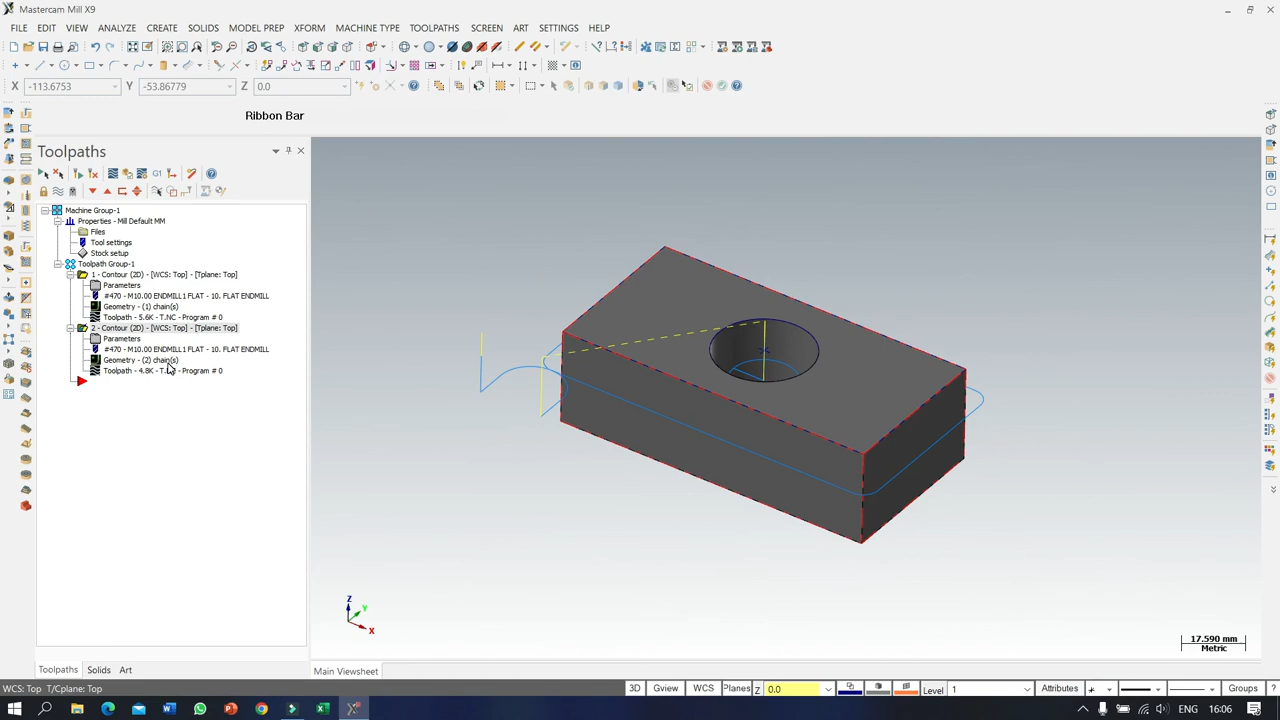 Mastercam Mill X9
FILE EDIT VIEW ANALYZE CREATE SOLIDS MODEL PREP XFORM MACHINE TYPE TOOLPATHS SCREEN ART SETTINGS HELP
X -113.6753 Y -53.86779 Z 0.0
Ribbon Bar
Toolpaths
Machine Group-1
Properties - Mill Default MM
Files
Tool settings
Stock setup
Toolpath Group-1
1 - Contour (2D) - [WCS: Top] - [Tplane: Top]
Parameters
#470 - M10.00 ENDMILL1 FLAT - 10. FLAT ENDMILL
Geometry - (1) chain(s)
Toolpath - 5.6K - T.NC - Program # 0
2 - Contour (2D) - [WCS: Top] - [Tplane: Top]
Parameters
#470 - M10.00 ENDMILL1 FLAT - 10. FLAT ENDMILL
Geometry - (2) chain(s)
Toolpath - 4.8K - T. - Program # 0
Z
Y
X
17.590 mm
Metric
Toolpaths Solids Art
Main Viewsheet
WCS: Top T/Cplane: Top 3D Gview WCS Planes Z 0.0 Level 1 Attributes Groups ?
ENG 16:06